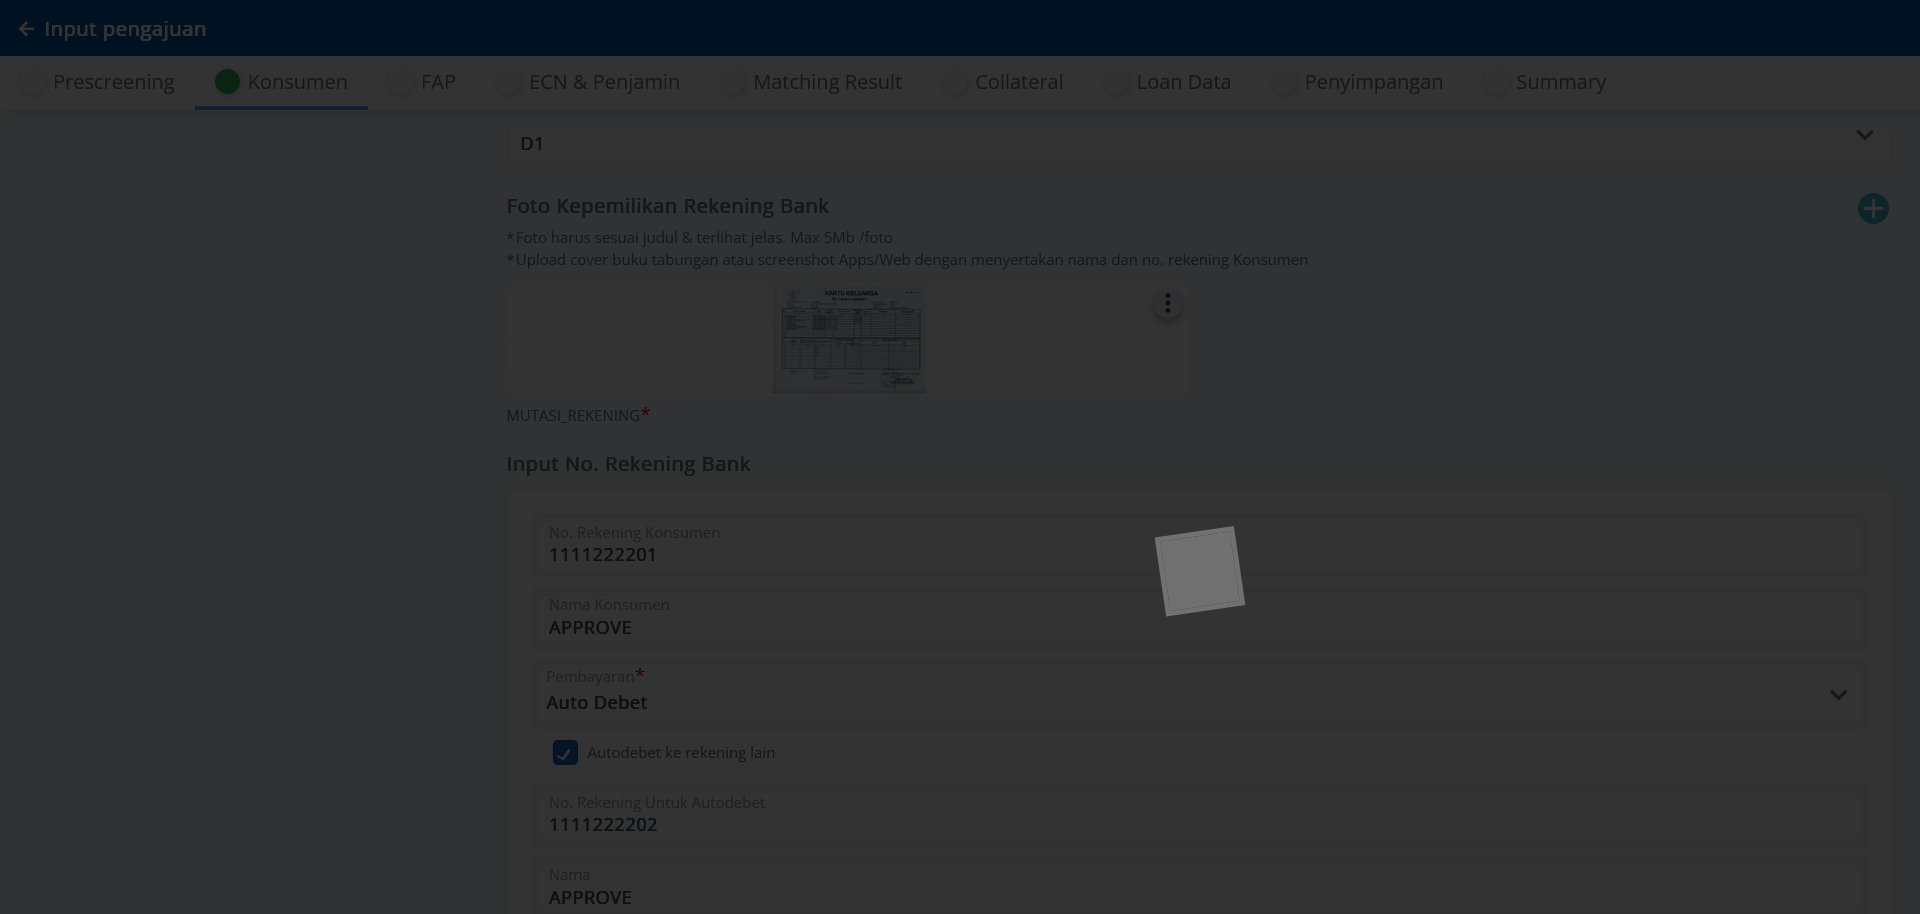 Input pengajuan
Prescreening Konsumen FAP ECN & Penjamin Matching Result Collateral Loan Data Penyimpangan Summary
D1
Foto Kepemilikan Rekening Bank
*Foto harus sesuai judul & terlihat jelas. Max 5Mb /foto
*Upload cover buku tabungan atau screenshot Apps/Web dengan menyertakan nama dan no. rekening Konsumen
KARTU KELUARGA
MUTASI_REKENING*
Input No. Rekening Bank
No. Rekening Konsumen
1111222201
Nama Konsumen
APPROVE
Pembayaran*
Auto Debet
Autodebet ke rekening lain
No. Rekening Untuk Autodebet
1111222202
Nama
APPROVE